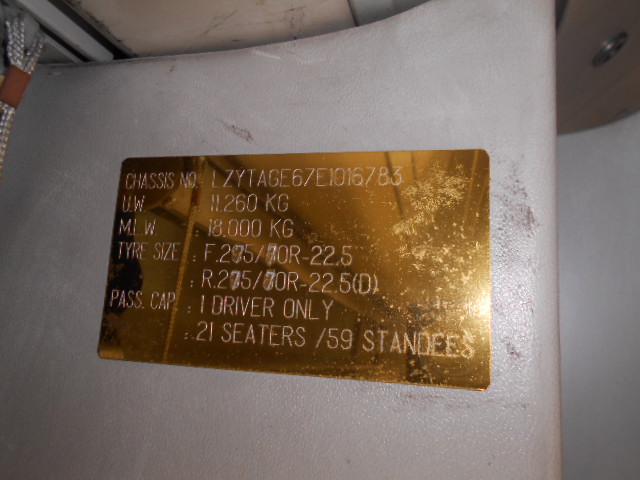 CHASSIS NO. LZYTAGE67E1016783
U.W 11.260 KG
M.L.W 18.000 KG
TYRE SIZE : F.275/70R-22.5
: R.275/70R-22.5(D)
PASS. CAP : 1 DRIVER ONLY
: 21 SEATERS /59 STANDEES